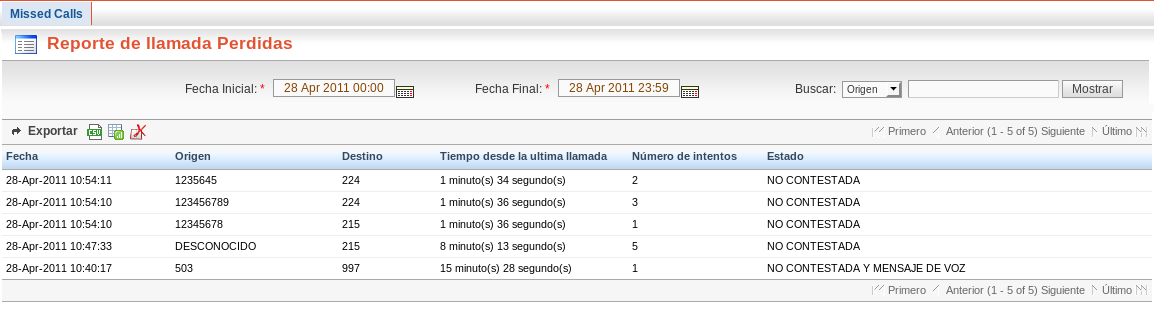 Missed Calls
Reporte de llamada Perdidas
Fecha Inicial: * 28 Apr 2011 00:00 Fecha Final: * 28 Apr 2011 23:59 Buscar: Origen Mostrar
Exportar CSV Primero Anterior (1 - 5 of 5) Siguiente Último
Fecha Origen Destino Tiempo desde la ultima llamada Número de intentos Estado
28-Apr-2011 10:54:11 1235645 224 1 minuto(s) 34 segundo(s) 2 NO CONTESTADA
28-Apr-2011 10:54:10 123456789 224 1 minuto(s) 36 segundo(s) 3 NO CONTESTADA
28-Apr-2011 10:54:10 12345678 215 1 minuto(s) 36 segundo(s) 1 NO CONTESTADA
28-Apr-2011 10:47:33 DESCONOCIDO 215 8 minuto(s) 13 segundo(s) 5 NO CONTESTADA
28-Apr-2011 10:40:17 503 997 15 minuto(s) 28 segundo(s) 1 NO CONTESTADA Y MENSAJE DE VOZ
Primero Anterior (1 - 5 of 5) Siguiente Último